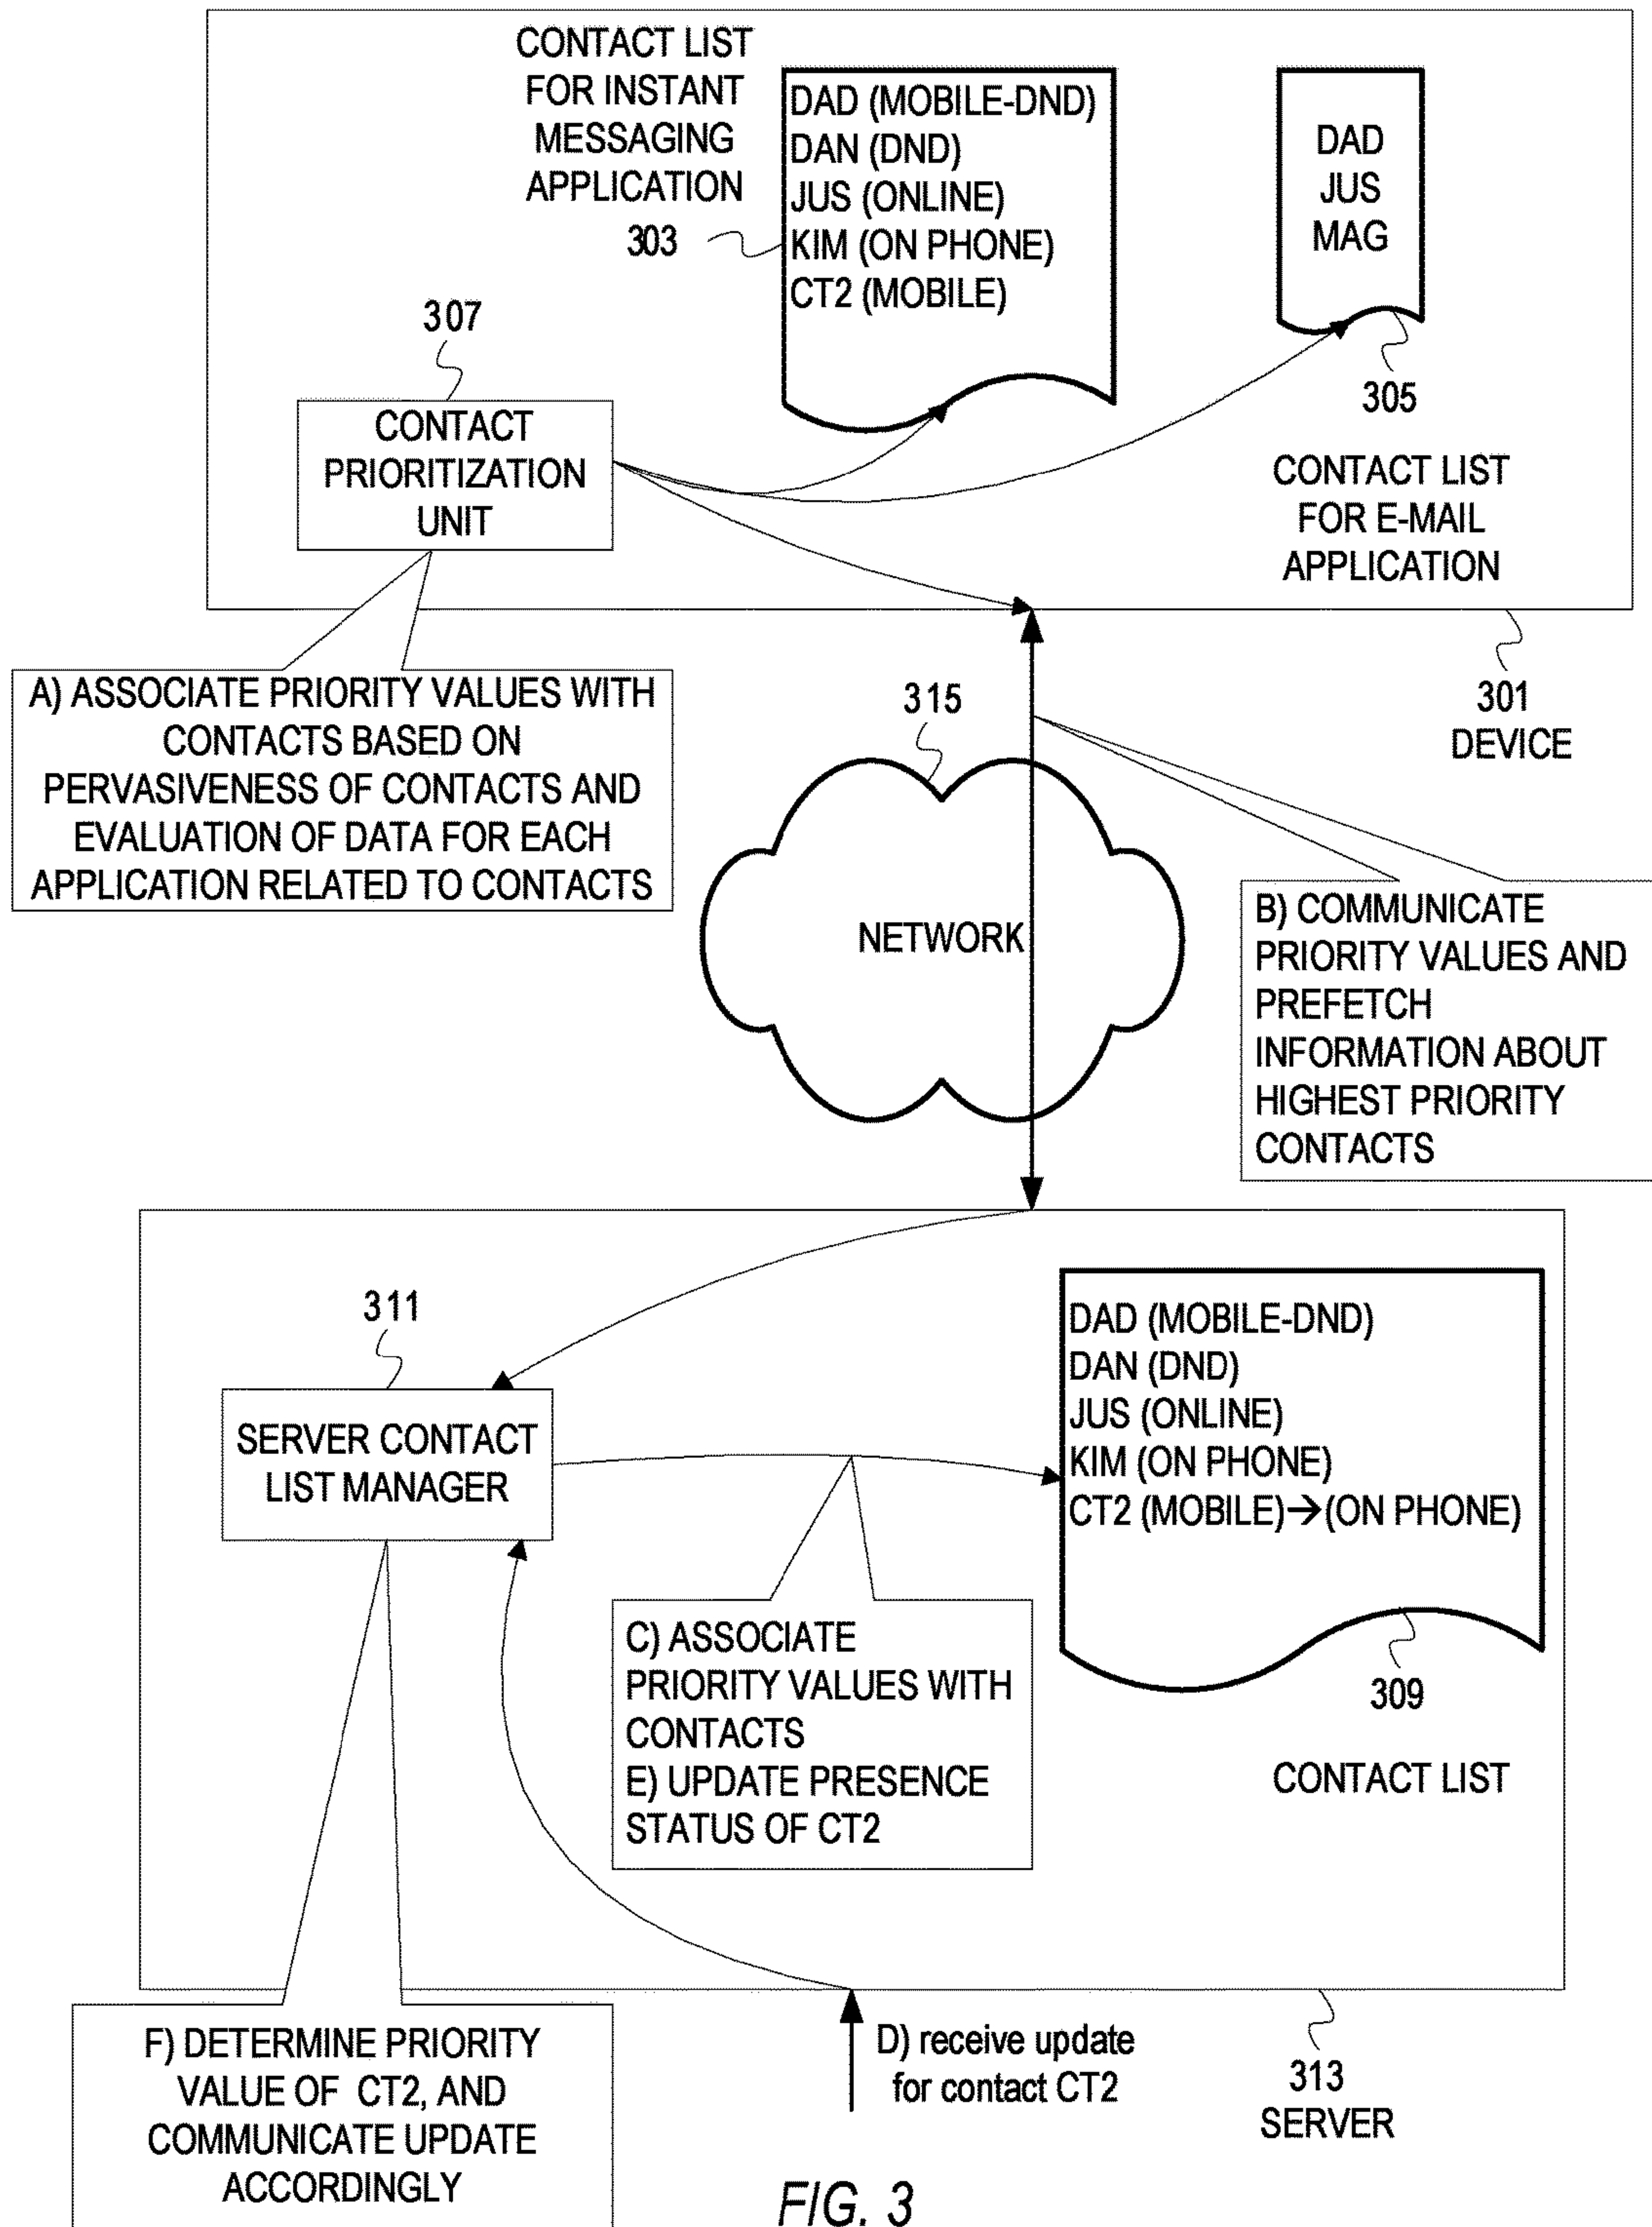 CONTACT LIST
FOR INSTANT
MESSAGING
APPLICATION
303
DAD (MOBILE-DND)
DAN (DND)
JUS (ONLINE)
KIM (ON PHONE)
CT2 (MOBILE)
DAD
JUS
MAG
305
CONTACT LIST
FOR E-MAIL
APPLICATION
307
CONTACT
PRIORITIZATION
UNIT
301
DEVICE
A) ASSOCIATE PRIORITY VALUES WITH
CONTACTS BASED ON
PERVASIVENESS OF CONTACTS AND
EVALUATION OF DATA FOR EACH
APPLICATION RELATED TO CONTACTS
315
NETWORK
B) COMMUNICATE
PRIORITY VALUES AND
PREFETCH
INFORMATION ABOUT
HIGHEST PRIORITY
CONTACTS
311
SERVER CONTACT
LIST MANAGER
DAD (MOBILE-DND)
DAN (DND)
JUS (ONLINE)
KIM (ON PHONE)
CT2 (MOBILE)→(ON PHONE)
309
CONTACT LIST
C) ASSOCIATE
PRIORITY VALUES WITH
CONTACTS
E) UPDATE PRESENCE
STATUS OF CT2
F) DETERMINE PRIORITY
VALUE OF CT2, AND
COMMUNICATE UPDATE
ACCORDINGLY
D) receive update
for contact CT2
313
SERVER
FIG. 3